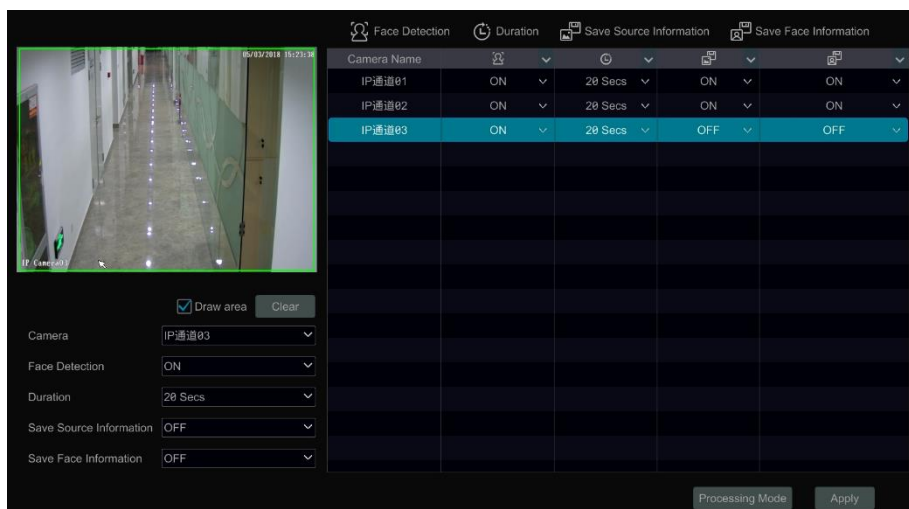 Face Detection Duration Save Source Information Save Face Information
05/03/2018 15:23:38
Camera Name
IP通道01 ON 20 Secs ON ON
IP通道02 ON 20 Secs ON ON
IP通道03 ON 20 Secs OFF OFF
IP Camera01
Draw area Clear
Camera IP通道03
Face Detection ON
Duration 20 Secs
Save Source Information OFF
Save Face Information OFF
Processing Mode Apply